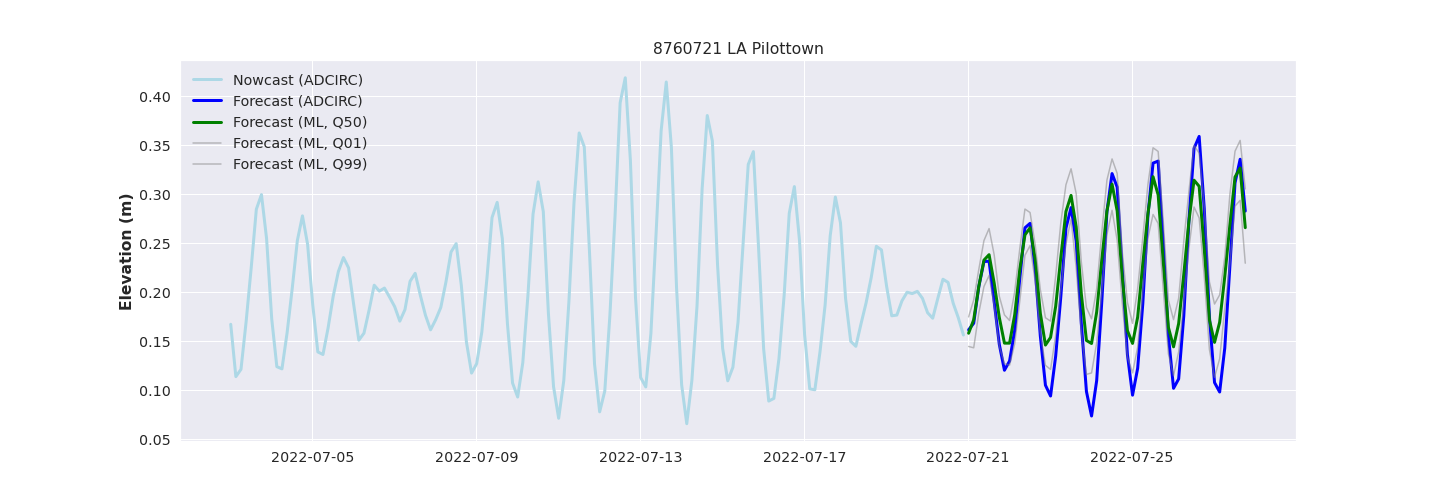 8760721 LA Pilottown
Nowcast (ADCIRC)
Forecast (ADCIRC)
Forecast (ML, Q50)
Forecast (ML, Q01)
Forecast (ML, Q99)
Elevation (m)
0.40
0.35
0.30
0.25
0.20
0.15
0.10
0.05
2022-07-05
2022-07-09
2022-07-13
2022-07-17
2022-07-21
2022-07-25